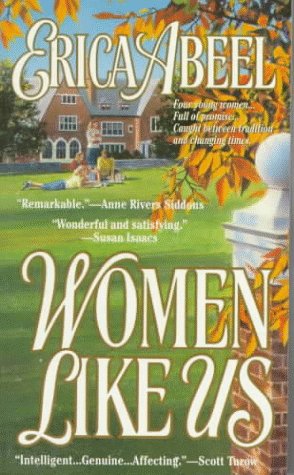 ERICA ABEEL
Four young women...
Full of promise.
Caught between tradition
and changing times.
"Remarkable."—Anne Rivers Siddons
"Wonderful and satisfying."
—Susan Isaacs
WOMEN
LIKE US
"Intelligent...Genuine...Affecting."—Scott Turow